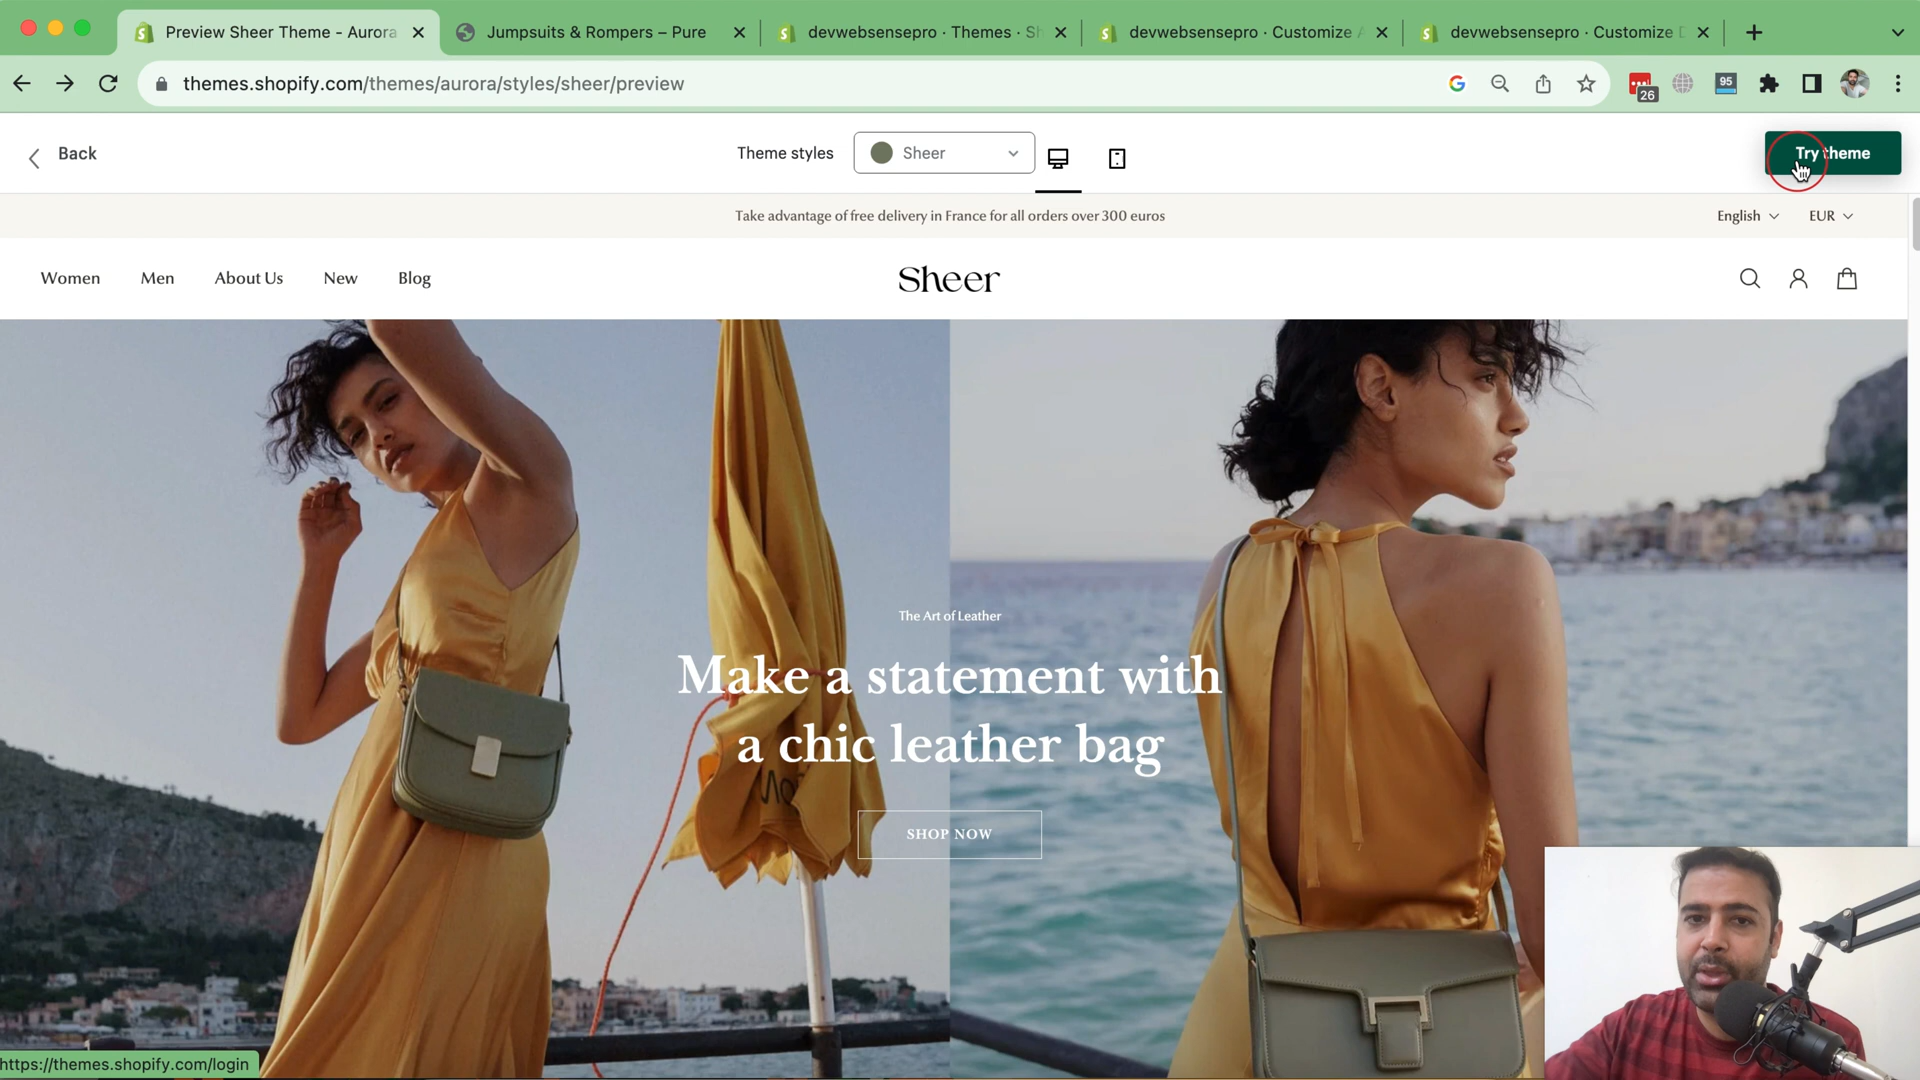 Preview Sheer Theme - Aurora
Jumpsuits & Rompers – Pure
devwebsensepro · Themes · Sh
devwebsensepro · Customize A
devwebsensepro · Customize D
themes.shopify.com/themes/aurora/styles/sheer/preview
26
95
Back
Theme styles
Sheer
Try theme
Take advantage of free delivery in France for all orders over 300 euros
English
EUR
Women
Men
About Us
New
Blog
Sheer
The Art of Leather
Make a statement with
a chic leather bag
SHOP NOW
https://themes.shopify.com/login